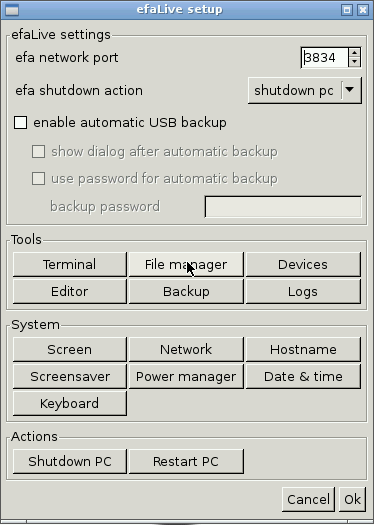 efaLive setup
efaLive settings
efa network port 3834
efa shutdown action shutdown pc
enable automatic USB backup
show dialog after automatic backup
use password for automatic backup
backup password
Tools
Terminal File manager Devices
Editor Backup Logs
System
Screen Network Hostname
Screensaver Power manager Date & time
Keyboard
Actions
Shutdown PC Restart PC
Cancel Ok